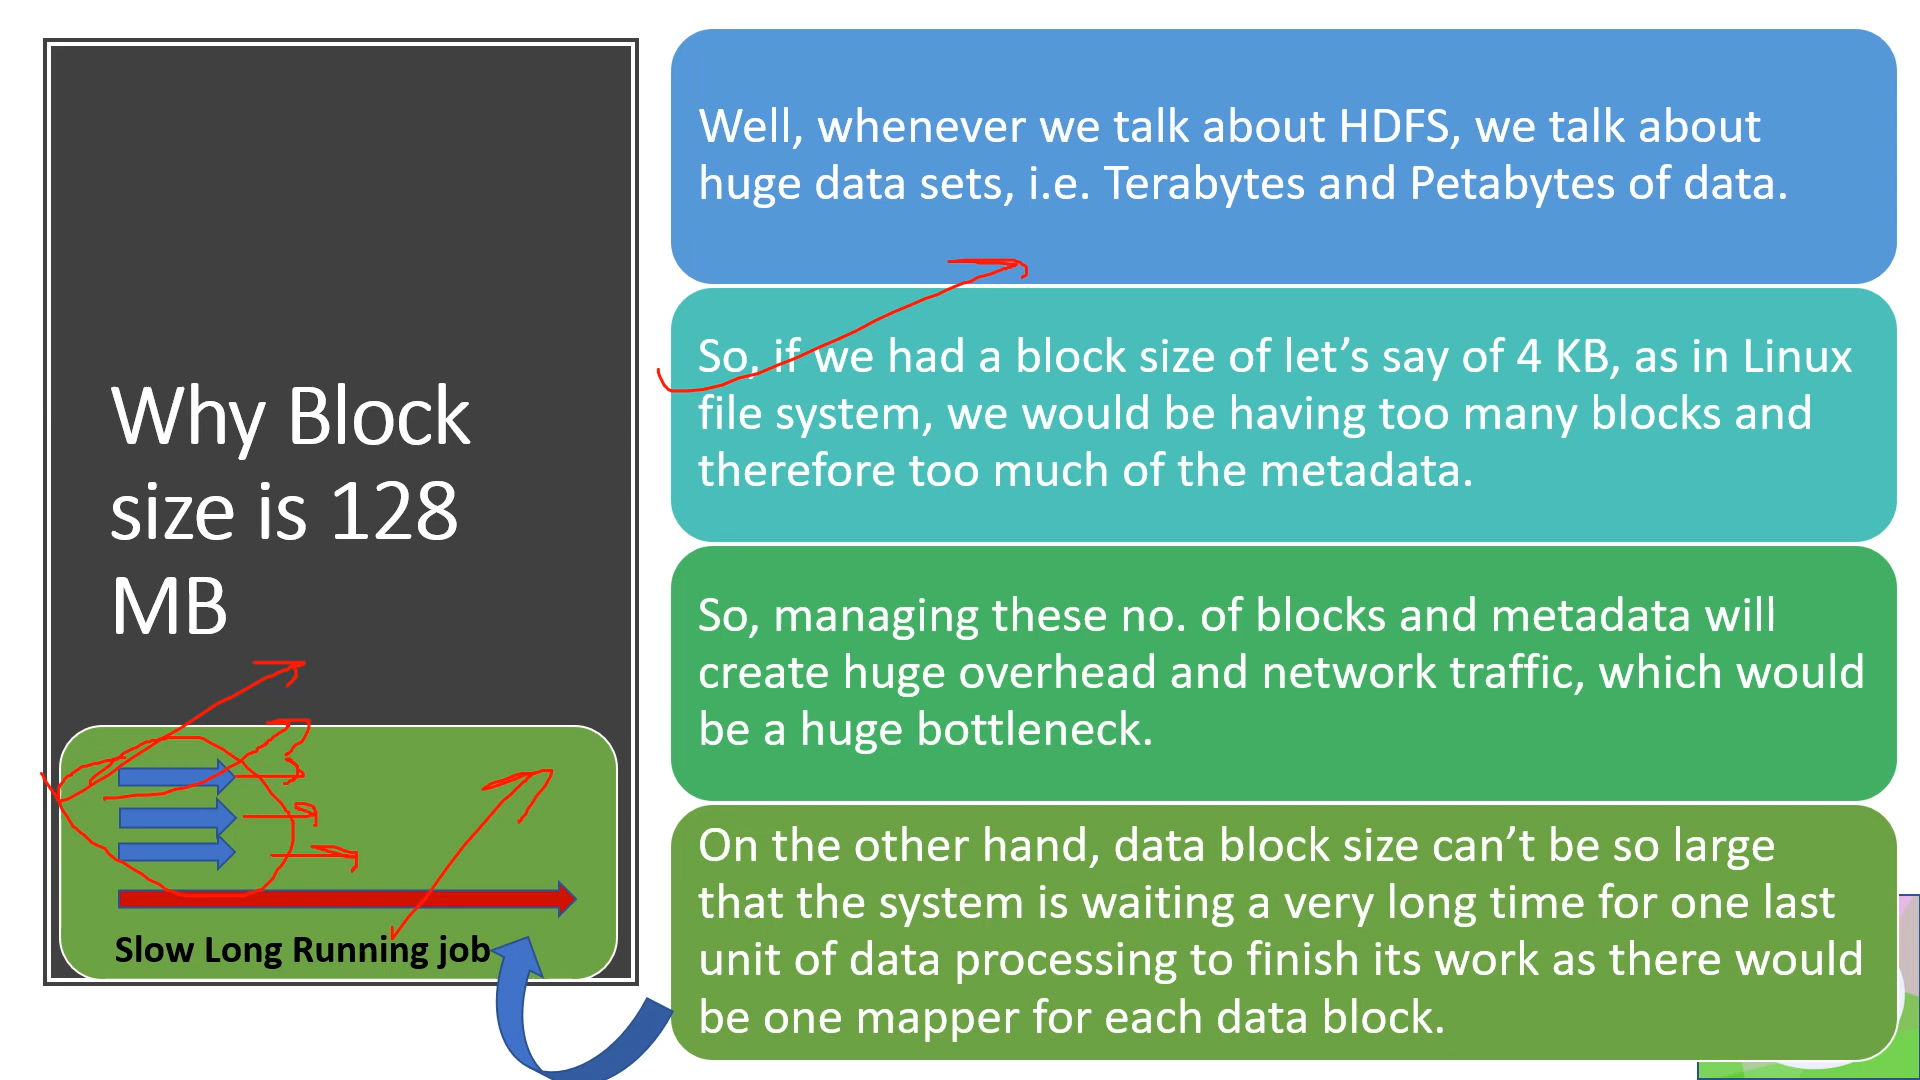 Why Block
size is 128
MB
Slow Long Running job
Well, whenever we talk about HDFS, we talk about
huge data sets, i.e. Terabytes and Petabytes of data.
So, if we had a block size of let’s say of 4 KB, as in Linux
file system, we would be having too many blocks and
therefore too much of the metadata.
So, managing these no. of blocks and metadata will
create huge overhead and network traffic, which would
be a huge bottleneck.
On the other hand, data block size can’t be so large
that the system is waiting a very long time for one last
unit of data processing to finish its work as there would
be one mapper for each data block.